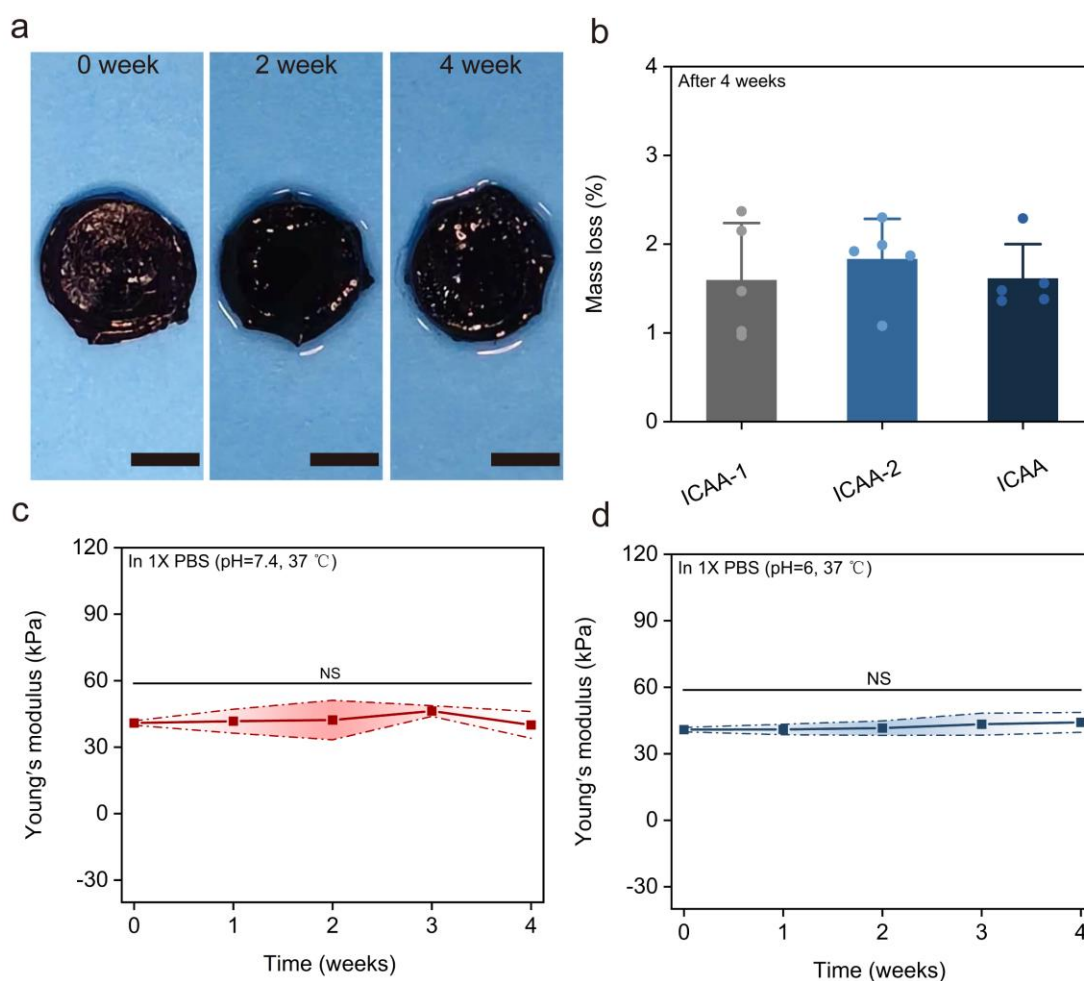 a
0 week
2 week
4 week
b
After 4 weeks
Mass loss (%)
4
3
2
1
0
ICAA-1
ICAA-2
ICAA
c
In 1X PBS (pH=7.4, 37 ℃)
Young's modulus (kPa)
120
90
60
30
0
-30
NS
0 1 2 3 4
Time (weeks)
d
In 1X PBS (pH=6, 37 ℃)
Young's modulus (kPa)
120
90
60
30
0
-30
NS
0 1 2 3 4
Time (weeks)